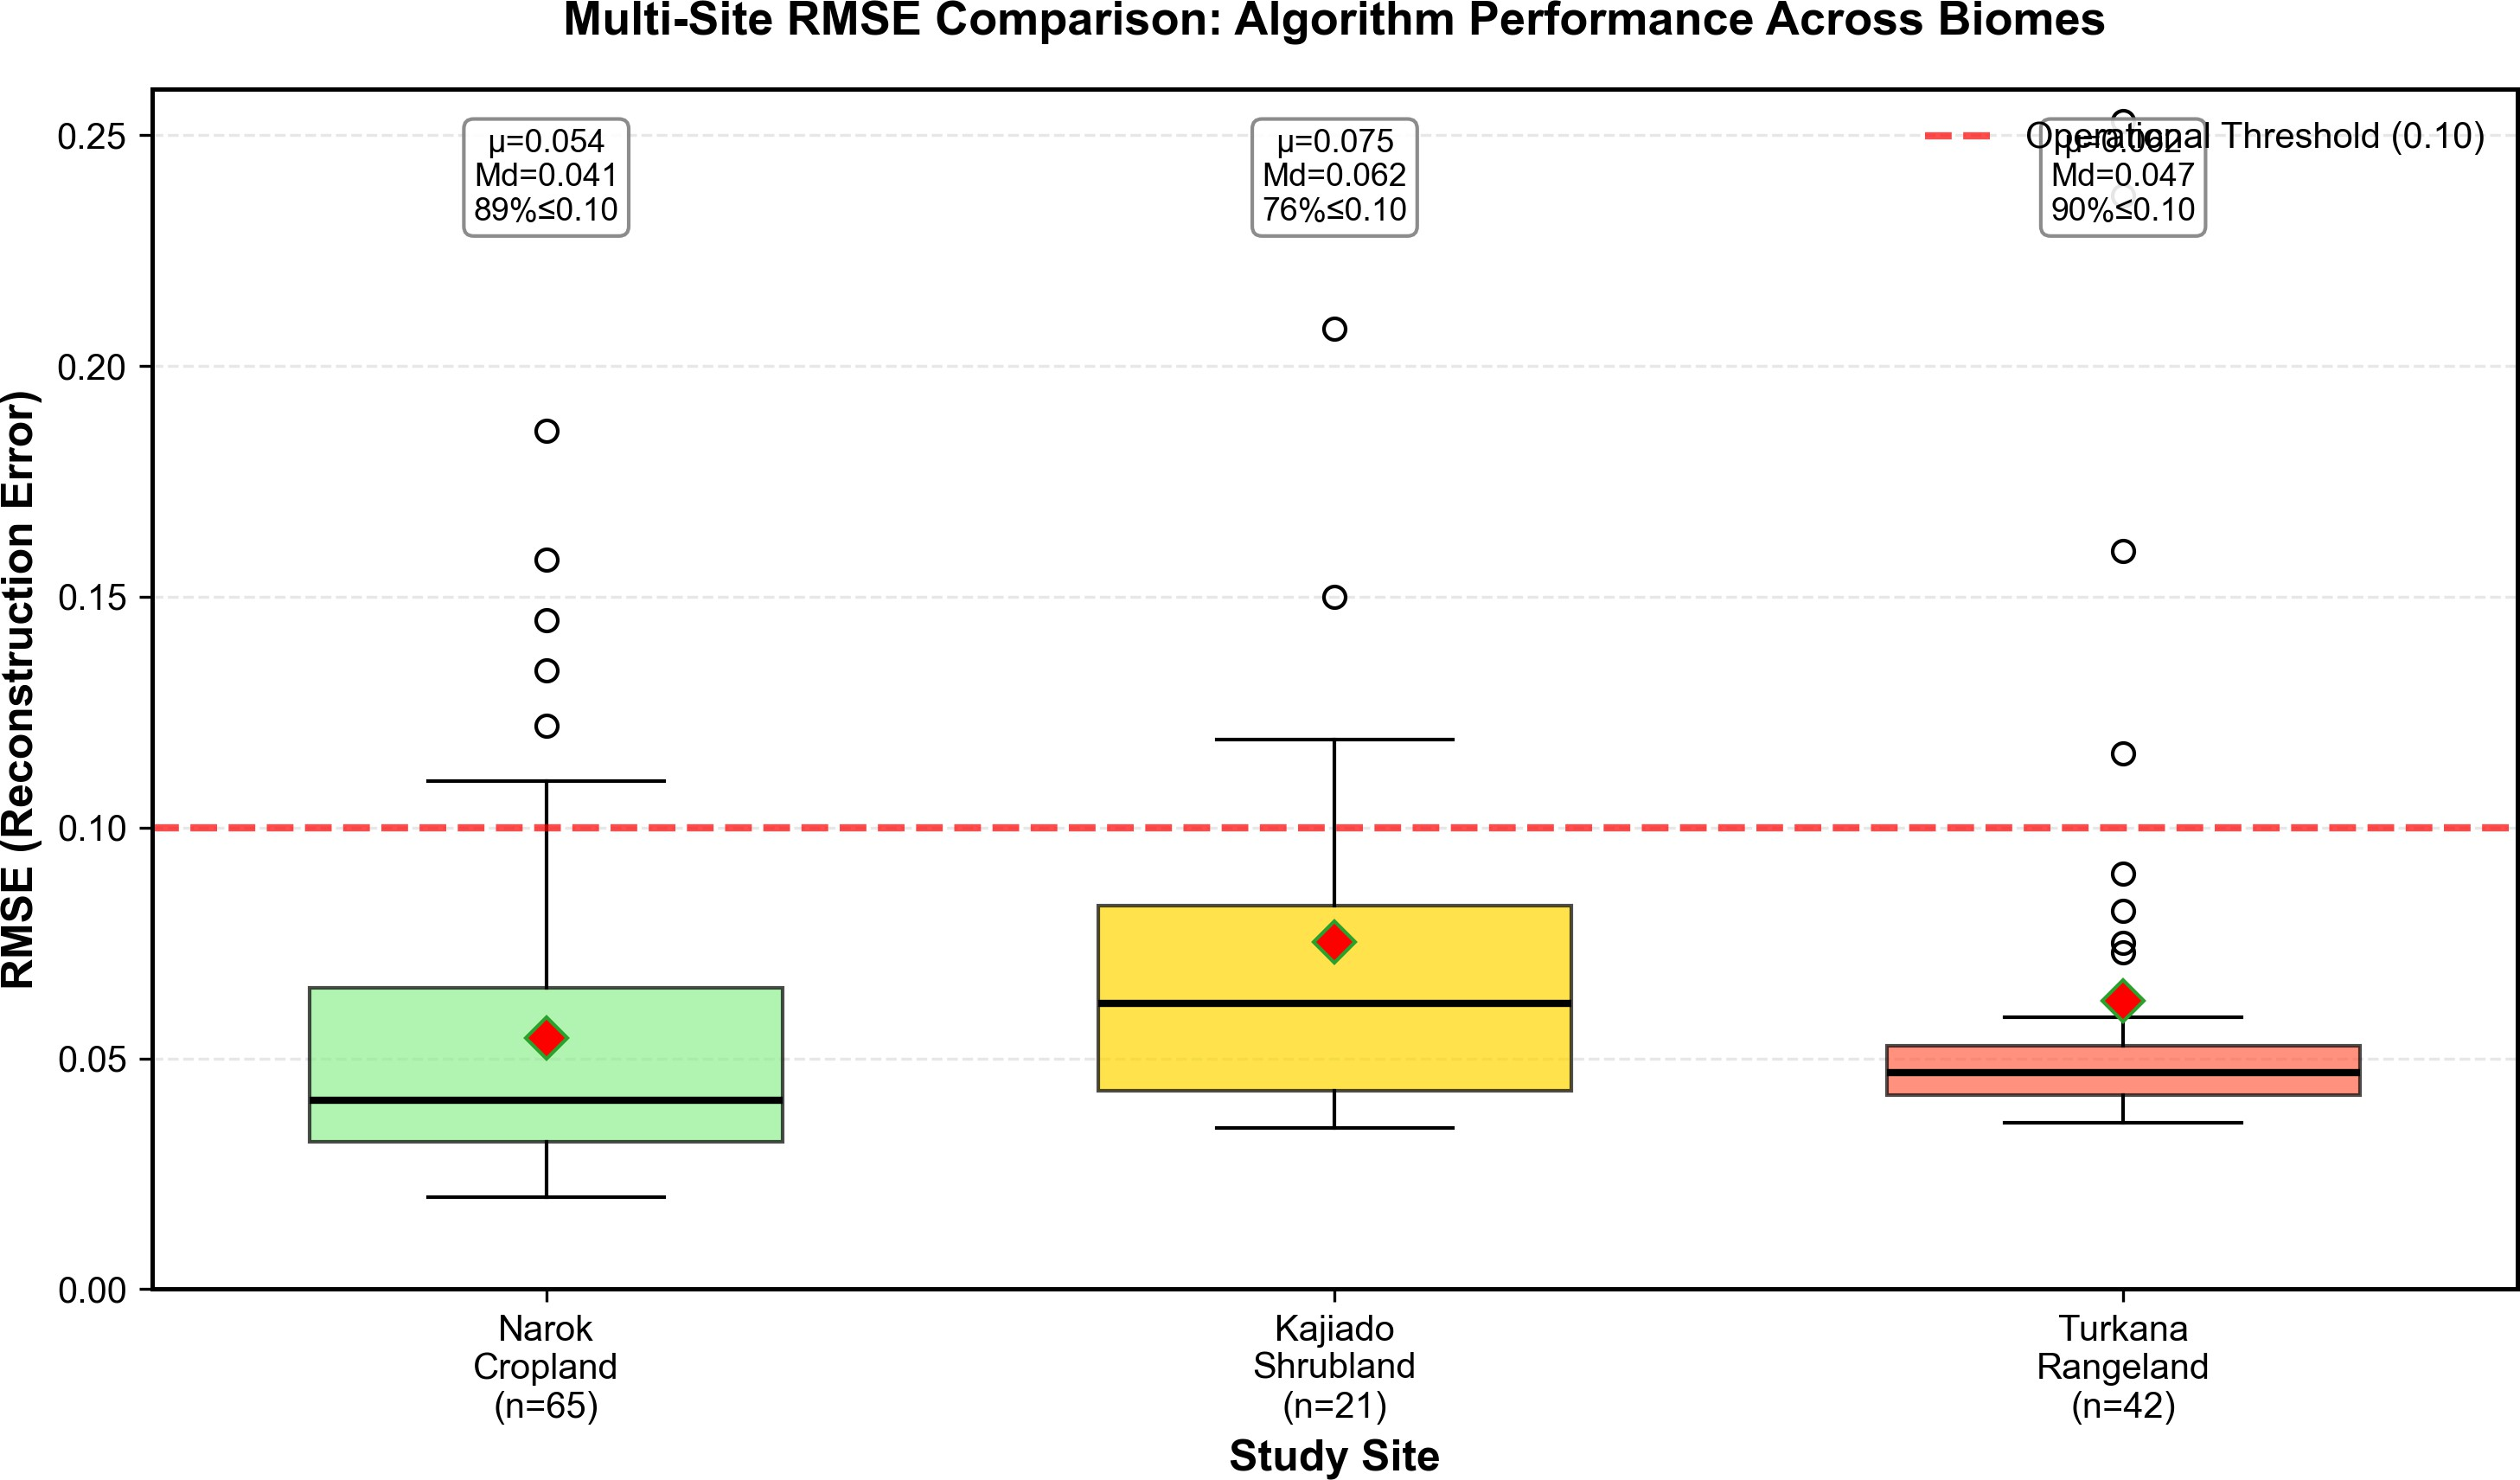 Multi-Site RMSE Comparison: Algorithm Performance Across Biomes
RMSE (Reconstruction Error)
0.25
0.20
0.15
0.10
0.05
0.00
μ=0.054
Md=0.041
89%≤0.10
μ=0.075
Md=0.062
76%≤0.10
Operational Threshold (0.10)
μ=0.062
Md=0.047
90%≤0.10
Narok
Cropland
(n=65)
Kajiado
Shrubland
(n=21)
Turkana
Rangeland
(n=42)
Study Site